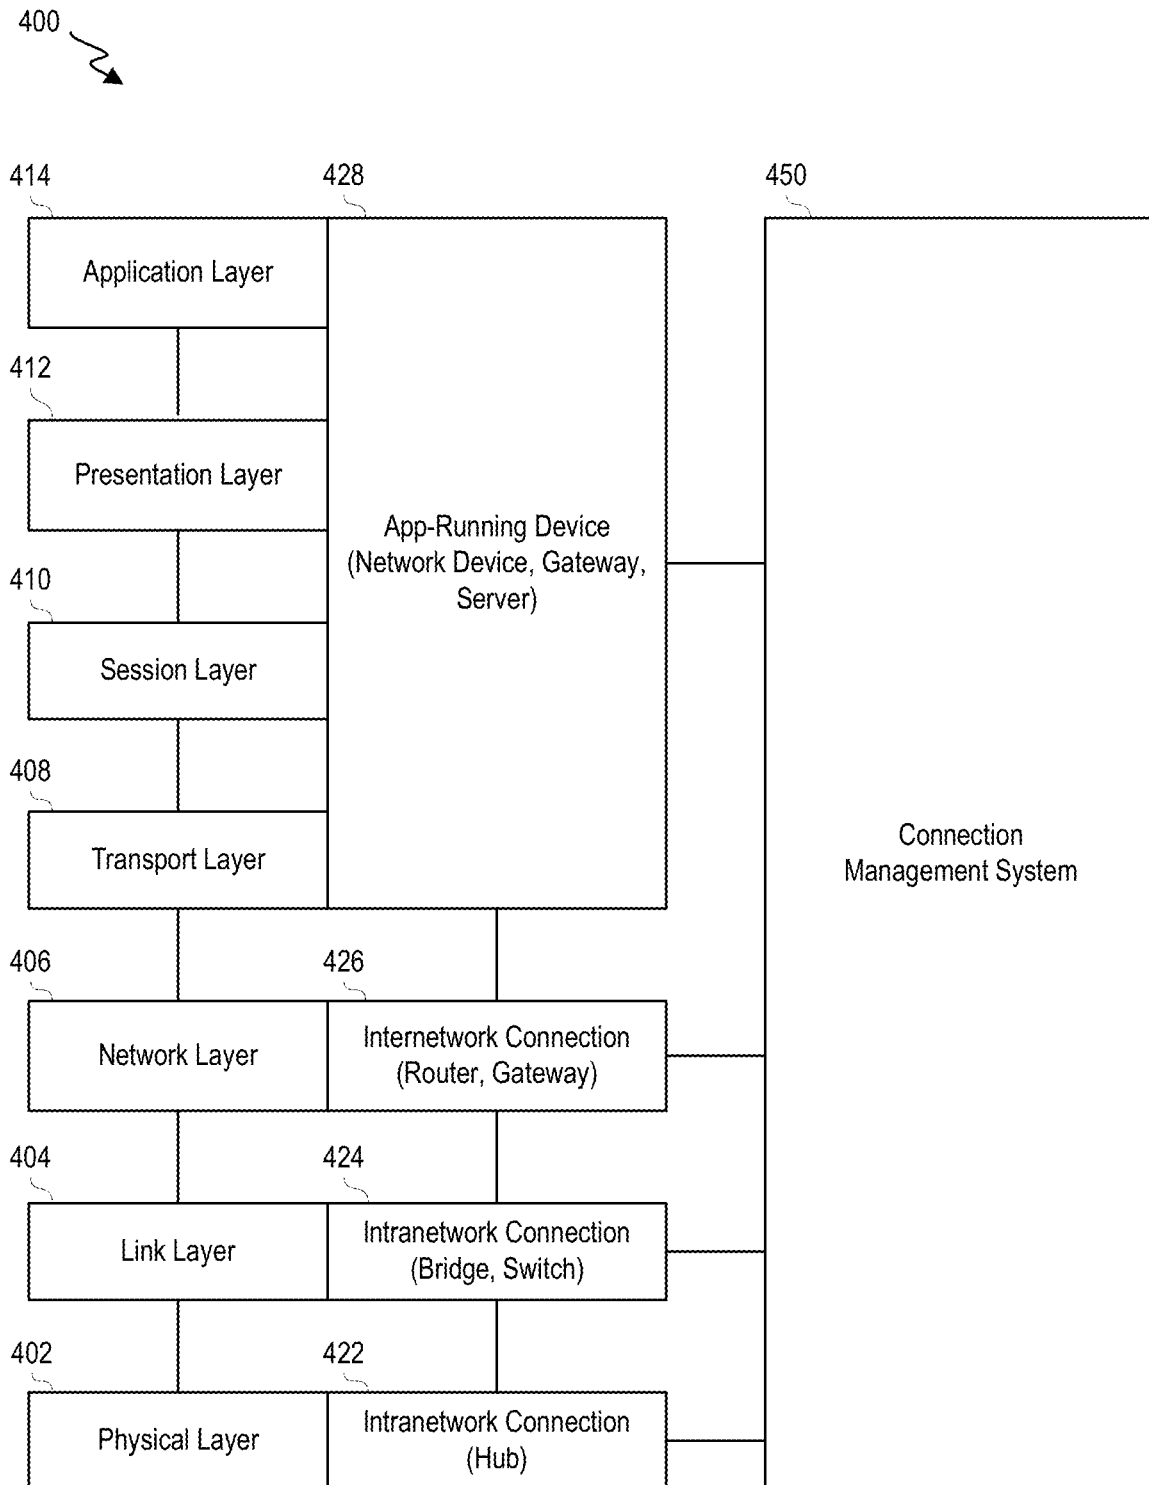 400
414
428
450
Application Layer
412
Presentation Layer
App-Running Device
(Network Device, Gateway,
Server)
410
Session Layer
408
Transport Layer
Connection
Management System
406
426
Network Layer
Internetwork Connection
(Router, Gateway)
404
424
Link Layer
Intranetwork Connection
(Bridge, Switch)
402
422
Physical Layer
Intranetwork Connection
(Hub)